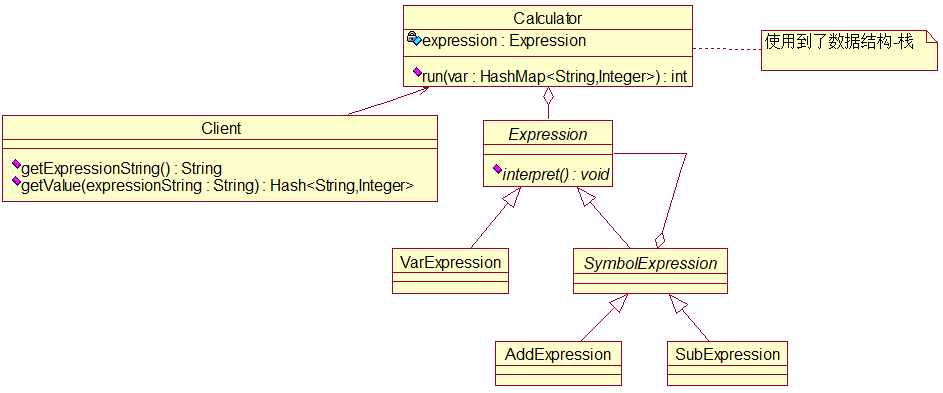 Calculator
expression : Expression
run(var : HashMap<String,Integer>) : int
使用到了数据结构-栈
Client
getExpressionString() : String
getValue(expressionString : String) : Hash<String,Integer>
Expression
interpret() : void
VarExpression
SymbolExpression
AddExpression
SubExpression